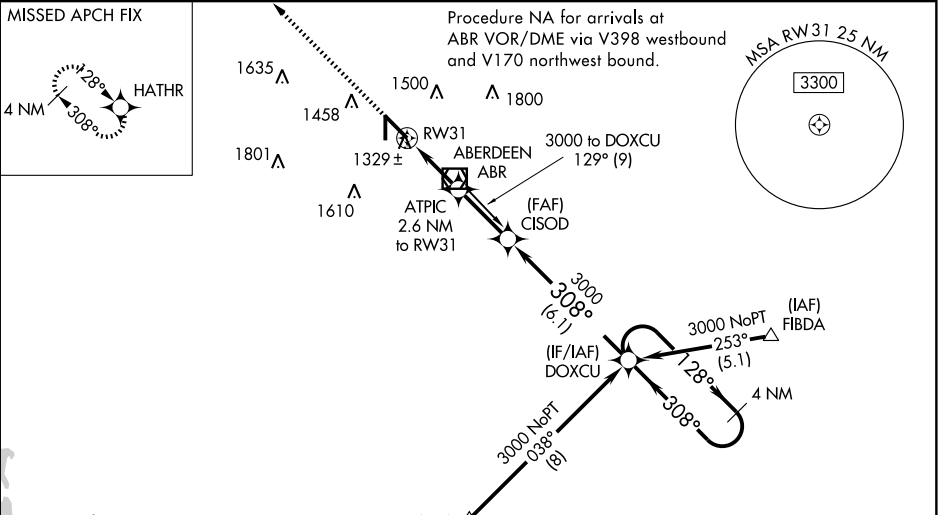 MISSED APCH FIX
4 NM
128°
308°
HATHR
Procedure NA for arrivals at
ABR VOR/DME via V398 westbound
and V170 northwest bound.
MSA RW31 25 NM
3300
1635
1458
1500
1800
RW31
1801
1329 ±
1610
ABERDEEN
ABR
3000 to DOXCU
129° (9)
ATPIC
2.6 NM
to RW31
(FAF)
CISOD
3000
308°
(6.1)
(IAF)
FIBDA
3000 NoPT
253°
(5.1)
(IF/IAF)
DOXCU
128°
308°
4 NM
3000 NoPT
038°
(8)